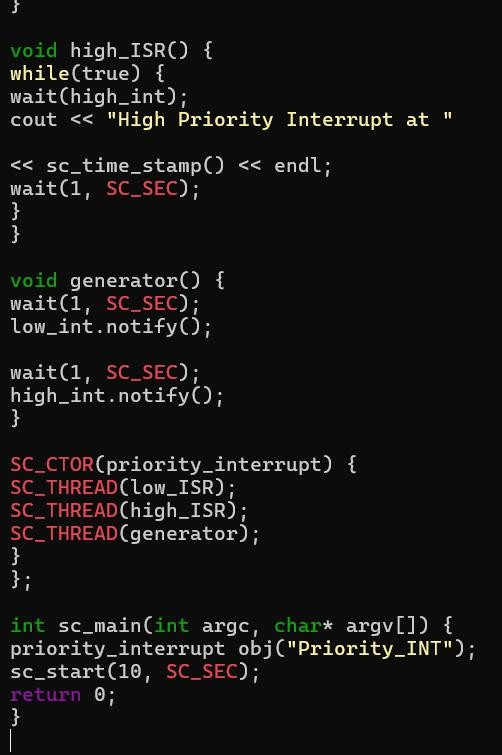 }
void high_ISR() {
while(true) {
wait(high_int);
cout << "High Priority Interrupt at "
<< sc_time_stamp() << endl;
wait(1, SC_SEC);
}
}
void generator() {
wait(1, SC_SEC);
low_int.notify();
wait(1, SC_SEC);
high_int.notify();
}
SC_CTOR(priority_interrupt) {
SC_THREAD(low_ISR);
SC_THREAD(high_ISR);
SC_THREAD(generator);
}
};
int sc_main(int argc, char* argv[]) {
priority_interrupt obj("Priority_INT");
sc_start(10, SC_SEC);
return 0;
}